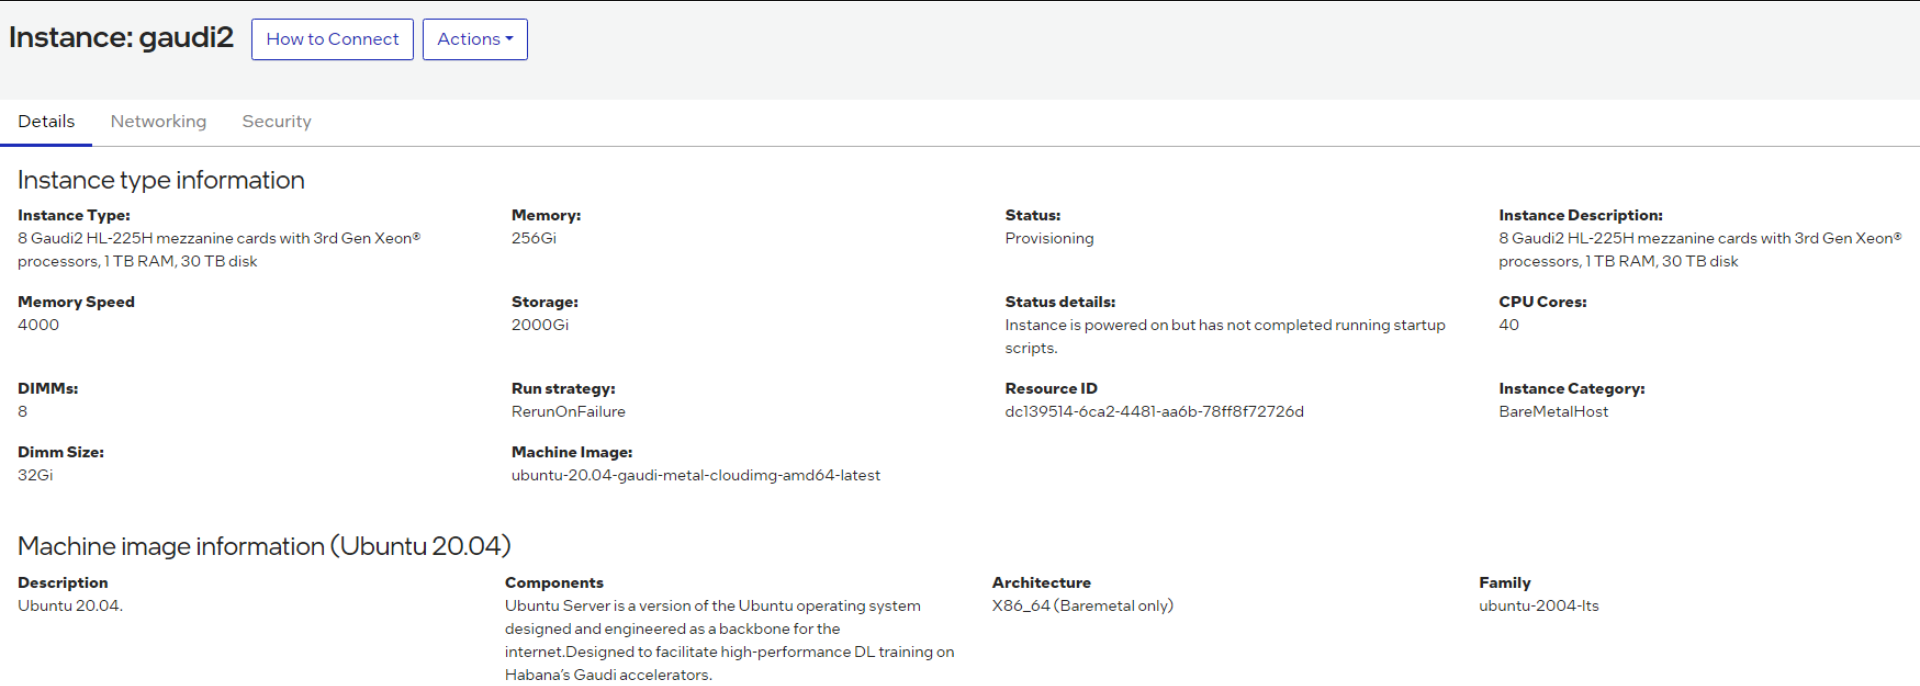 Instance: gaudi2
How to Connect
Actions
Details
Networking
Security
Instance type information
Instance Type:
8 Gaudi2 HL-225H mezzanine cards with 3rd Gen Xeon®
processors, 1 TB RAM, 30 TB disk
Memory:
256Gi
Status:
Provisioning
Instance Description:
8 Gaudi2 HL-225H mezzanine cards with 3rd Gen Xeon®
processors, 1 TB RAM, 30 TB disk
Memory Speed
4000
Storage:
2000Gi
Status details:
Instance is powered on but has not completed running startup
scripts.
CPU Cores:
40
DIMMs:
8
Run strategy:
RerunOnFailure
Resource ID
dc139514-6ca2-4481-aa6b-78ff8f72726d
Instance Category:
BareMetalHost
Dimm Size:
32Gi
Machine Image:
ubuntu-20.04-gaudi-metal-cloudimg-amd64-latest
Machine image information (Ubuntu 20.04)
Description
Ubuntu 20.04.
Components
Ubuntu Server is a version of the Ubuntu operating system
designed and engineered as a backbone for the
internet.Designed to facilitate high-performance DL training on
Habana’s Gaudi accelerators.
Architecture
X86_64 (Baremetal only)
Family
ubuntu-2004-lts